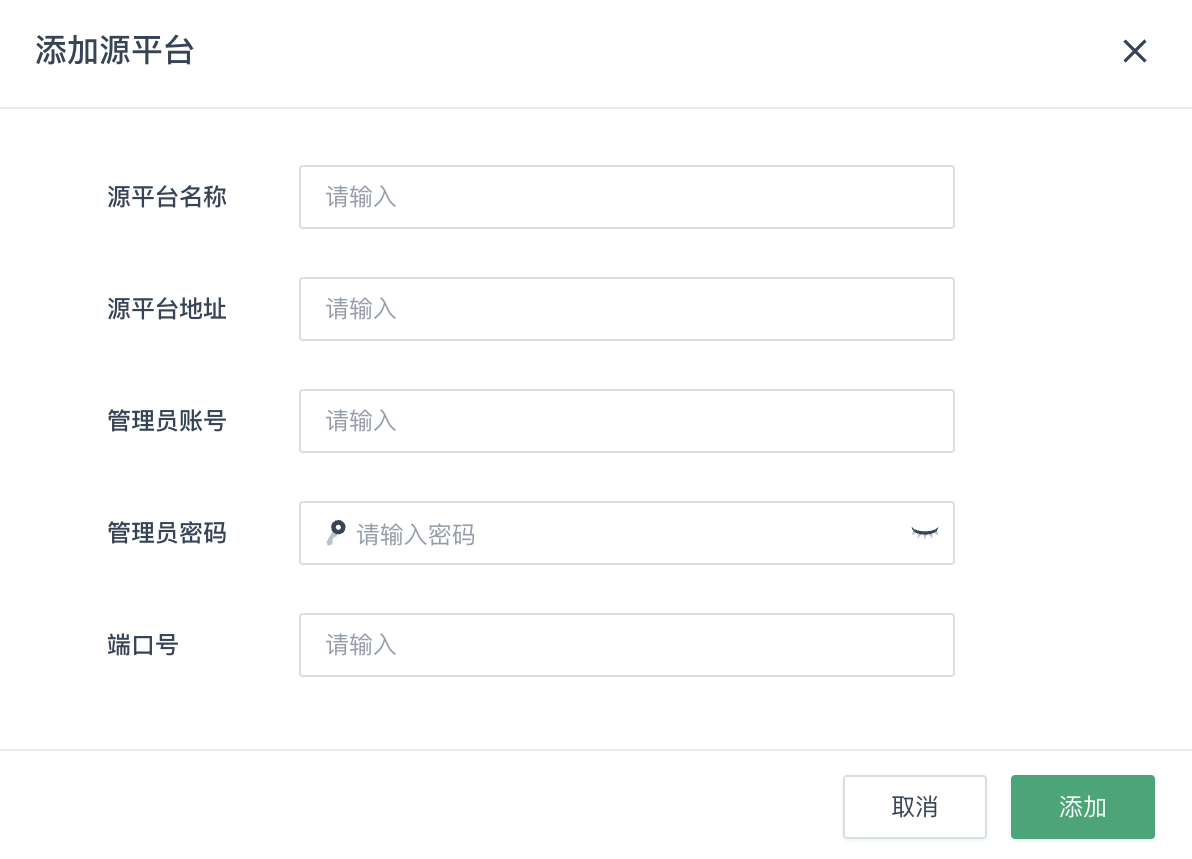 添加源平台
源平台名称 请输入
源平台地址 请输入
管理员账号 请输入
管理员密码 请输入密码
端口号 请输入
取消 添加